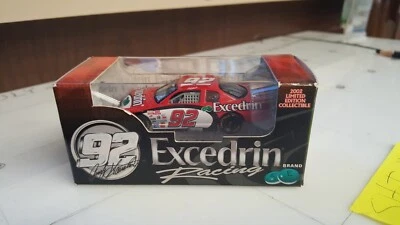 92
Excedrin
92
2002
LIMITED
EDITION
COLLECTIBLE
92
Excedrin
Racing
BRAND